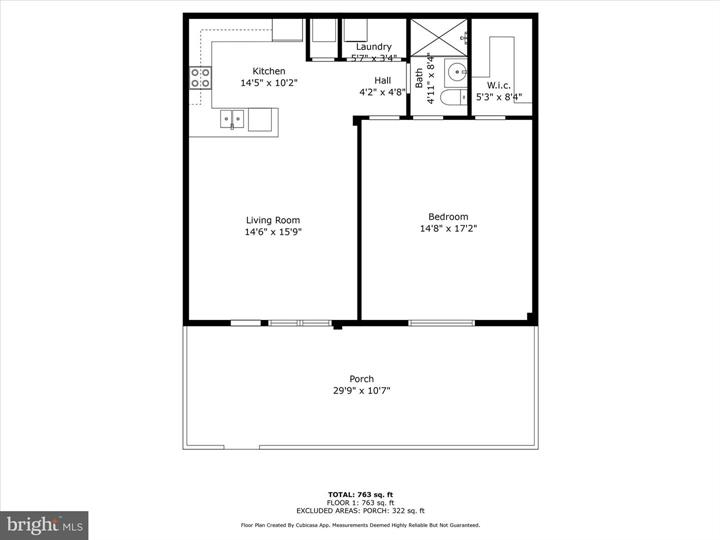 Kitchen
14'5" x 10'2"
Laundry
5'7" x 3'4"
Hall
4'2" x 4'8"
Bath
4'11" x 8'4"
W.i.c.
5'3" x 8'4"
Living Room
14'6" x 15'9"
Bedroom
14'8" x 17'2"
Porch
29'9" x 10'7"
TOTAL: 763 sq. ft
FLOOR 1: 763 sq. ft
EXCLUDED AREAS: PORCH: 322 sq. ft
Floor Plan Created By Cubicasa App. Measurements Deemed Highly Reliable But Not Guaranteed.
bright MLS